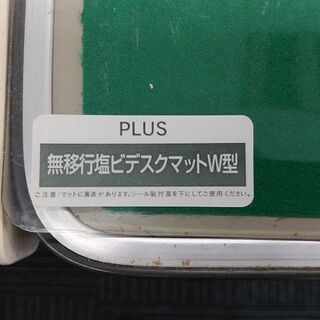 PLUS
無移行塩ビデスクマットW型
ご注意:マットに裏表があります。シール貼付面を下にしてご使用ください。